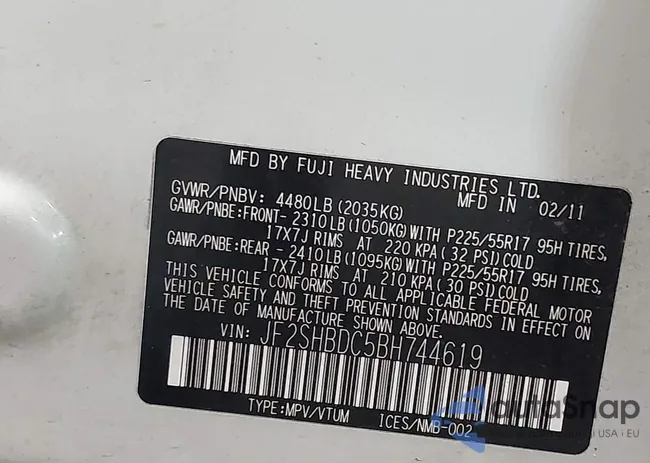 MFD BY FUJI HEAVY INDUSTRIES LTD.
GVWR/PNBV: 4480LB(2035KG) MFD IN 02/11
GAWR/PNBE:FRONT- 2310LB(1050KG)WITH P225/55R17 95H TIRES,
17X7J RIMS AT 220 KPA(32 PSI)COLD
GAWR/PNBE:REAR -2410LB(1095KG)WITH P225/55R17 95H TIRES,
17X7J RIMS AT 210 KPA(30 PSI)COLD
THIS VEHICLE CONFORMS TO ALL APPLICABLE FEDERAL MOTOR
VEHICLE SAFETY AND THEFT PREVENTION STANDARDS IN EFFECT ON
THE DATE OF MANUFACTURE SHOWN ABOVE.
VIN: JF2SHBDC5BH744619
TYPE:MPV/VTUM ICES/NMB-002
autoSnap
USA | EU